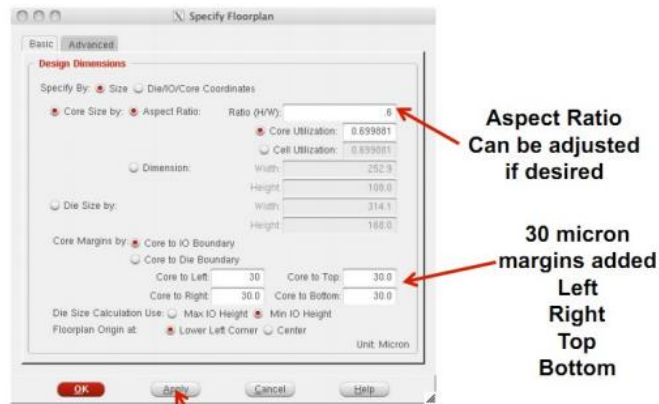 Specify Floorplan
Basic Advanced
Design Dimensions
Specify By: Size Die/IO/Core Coordinates
Core Size by: Aspect Ratio: Ratio (H/W): .6
Core Utilization: 0.699881
Cell Utilization: 0.699881
Dimension: Width: 252.9
Height: 108.0
Die Size by: Width: 314.1
Height: 168.0
Core Margins by: Core to IO Boundary
Core to Die Boundary
Core to Left: 30 Core to Top: 30.0
Core to Right: 30.0 Core to Bottom: 30.0
Die Size Calculation Use: Max IO Height Min IO Height
Floorplan Origin at: Lower Left Corner Center
Unit: Micron
OK Apply Cancel Help
Aspect Ratio
Can be adjusted
if desired
30 micron
margins added
Left
Right
Top
Bottom